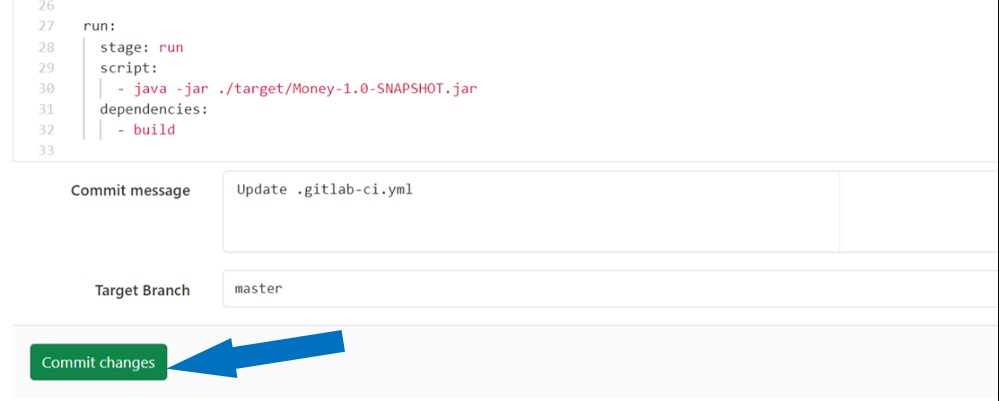 26
27 run:
28 stage: run
29 script:
30 - java -jar ./target/Money-1.0-SNAPSHOT.jar
31 dependencies:
32 - build
33
Commit message Update .gitlab-ci.yml
Target Branch master
Commit changes